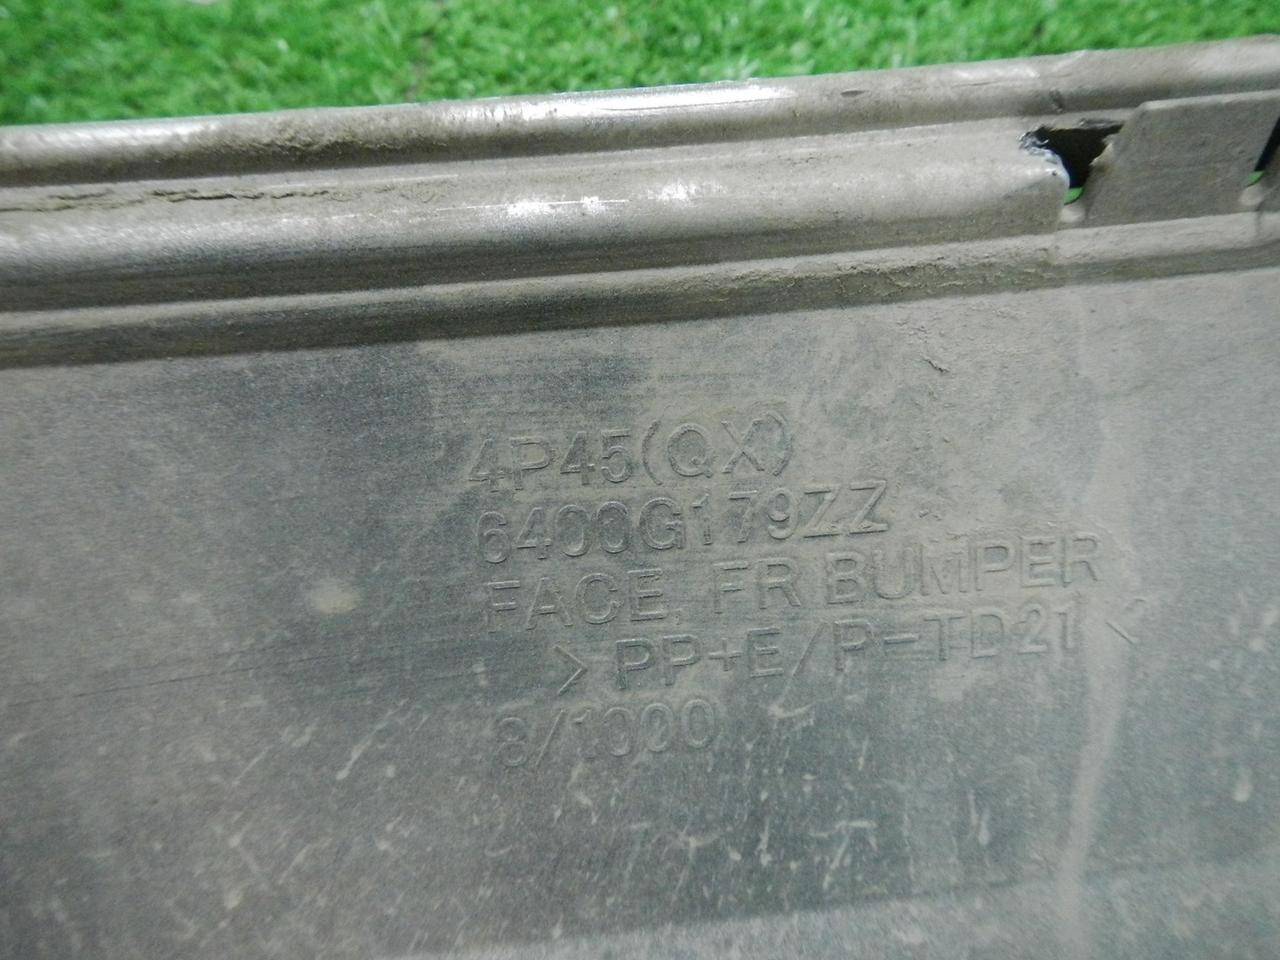 4P45(QX)
6400G179ZZ
FACE, FR BUMPER
>PP+E/P-TD21<
8/1000